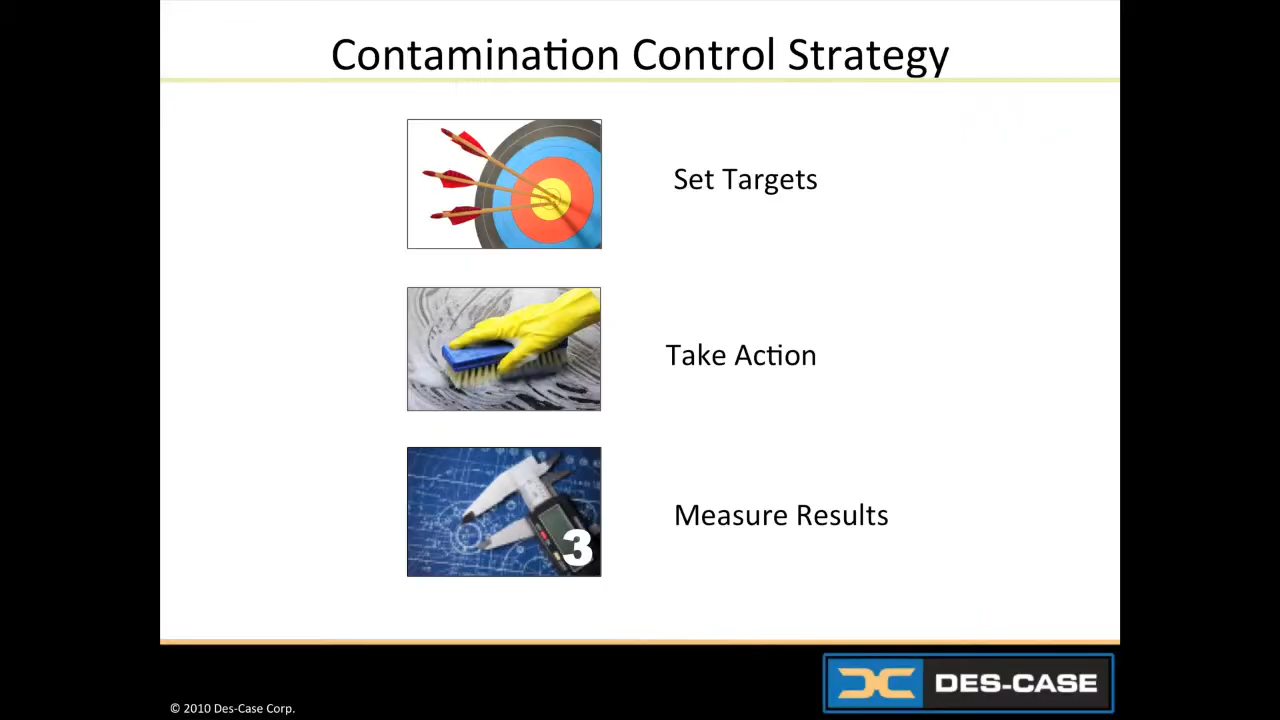 Contamination Control Strategy
Set Targets
Take Action
3
Measure Results
DES-CASE
© 2010 Des-Case Corp.